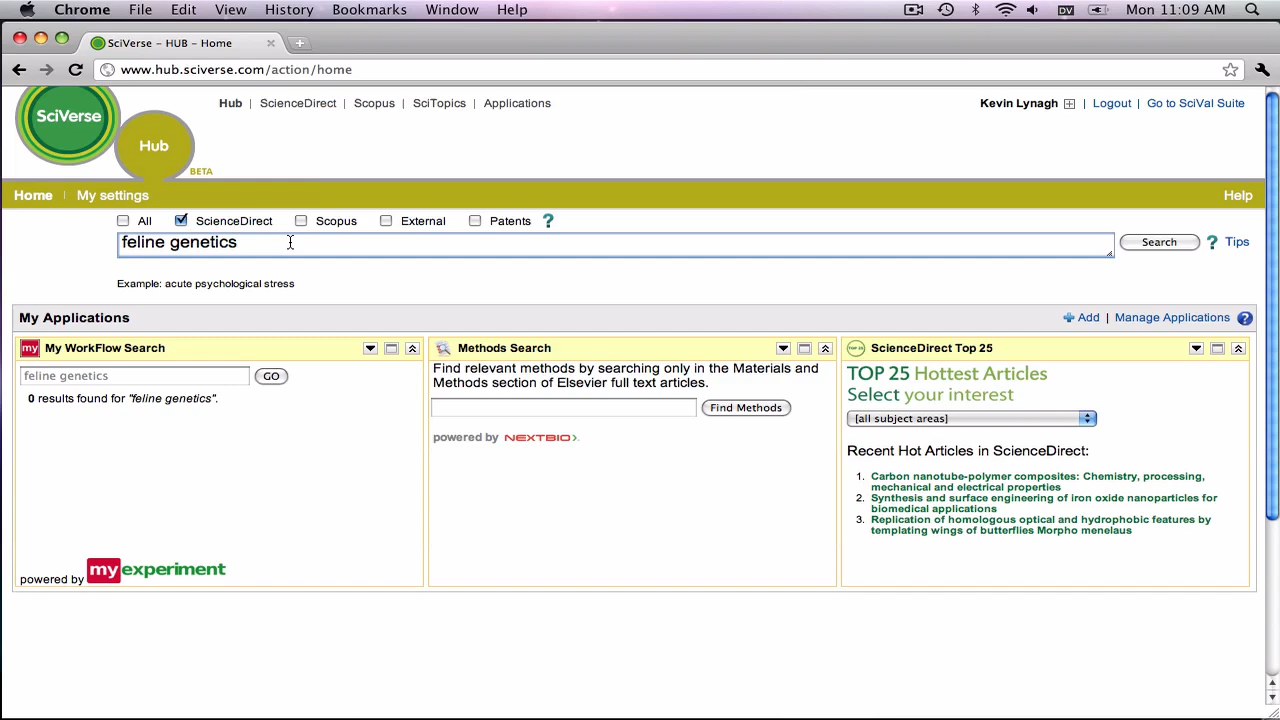 Chrome File Edit View History Bookmarks Window Help DV Mon 11:09 AM
SciVerse – HUB – Home
www.hub.sciverse.com/action/home
SciVerse
Hub
BETA
Hub | ScienceDirect | Scopus | SciTopics | Applications
Kevin Lynagh | Logout | Go to SciVal Suite
Home | My settings Help
All ScienceDirect Scopus External Patents ?
feline genetics Search ? Tips
Example: acute psychological stress
My Applications Add | Manage Applications ?
my My WorkFlow Search
feline genetics GO
0 results found for "feline genetics".
powered by myexperiment
Methods Search
Find relevant methods by searching only in the Materials and
Methods section of Elsevier full text articles.
Find Methods
powered by NEXTBIO
TOP 25 ScienceDirect Top 25
TOP 25 Hottest Articles
Select your interest
[all subject areas]
Recent Hot Articles in ScienceDirect:
1. Carbon nanotube-polymer composites: Chemistry, processing,
mechanical and electrical properties
2. Synthesis and surface engineering of iron oxide nanoparticles for
biomedical applications
3. Replication of homologous optical and hydrophobic features by
templating wings of butterflies Morpho menelaus